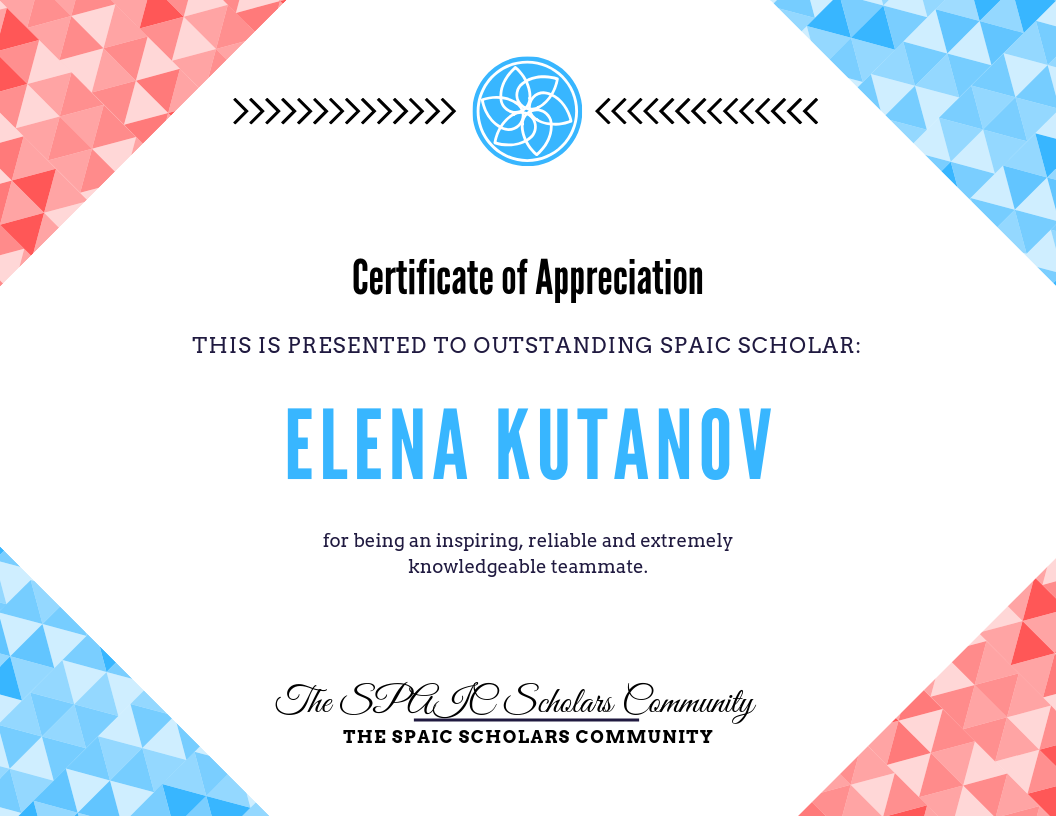 Certificate of Appreciation
THIS IS PRESENTED TO OUTSTANDING SPAIC SCHOLAR:
ELENA KUTANOV
for being an inspiring, reliable and extremely
knowledgeable teammate.
The SPAIC Scholars Community
THE SPAIC SCHOLARS COMMUNITY